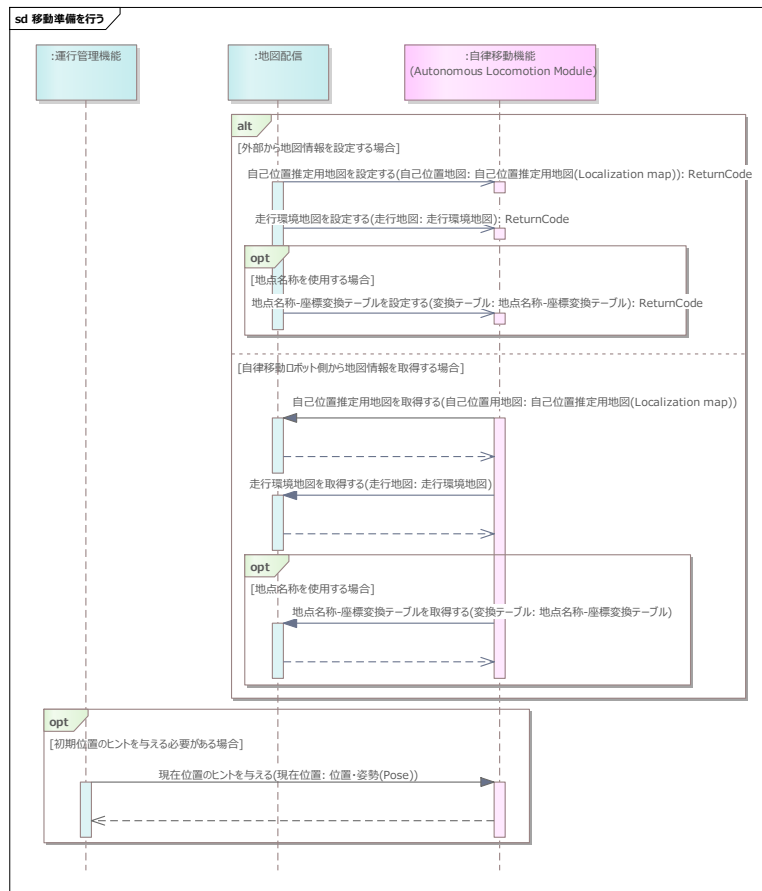 sd 移動準備を行う
:運行管理機能
:地図配信
:自律移動機能
(Autonomous Locomotion Module)
alt
[外部から地図情報を設定する場合]
自己位置推定用地図を設定する(自己位置地図: 自己位置推定用地図(Localization map)): ReturnCode
走行環境地図を設定する(走行地図: 走行環境地図): ReturnCode
opt
[地点名称を使用する場合]
地点名称-座標変換テーブルを設定する(変換テーブル: 地点名称-座標変換テーブル): ReturnCode
[自律移動ロボット側から地図情報を取得する場合]
自己位置推定用地図を取得する(自己位置用地図: 自己位置推定用地図(Localization map))
走行環境地図を取得する(走行地図: 走行環境地図)
opt
[地点名称を使用する場合]
地点名称-座標変換テーブルを取得する(変換テーブル: 地点名称-座標変換テーブル)
opt
[初期位置のヒントを与える必要がある場合]
現在位置のヒントを与える(現在位置: 位置・姿勢(Pose))